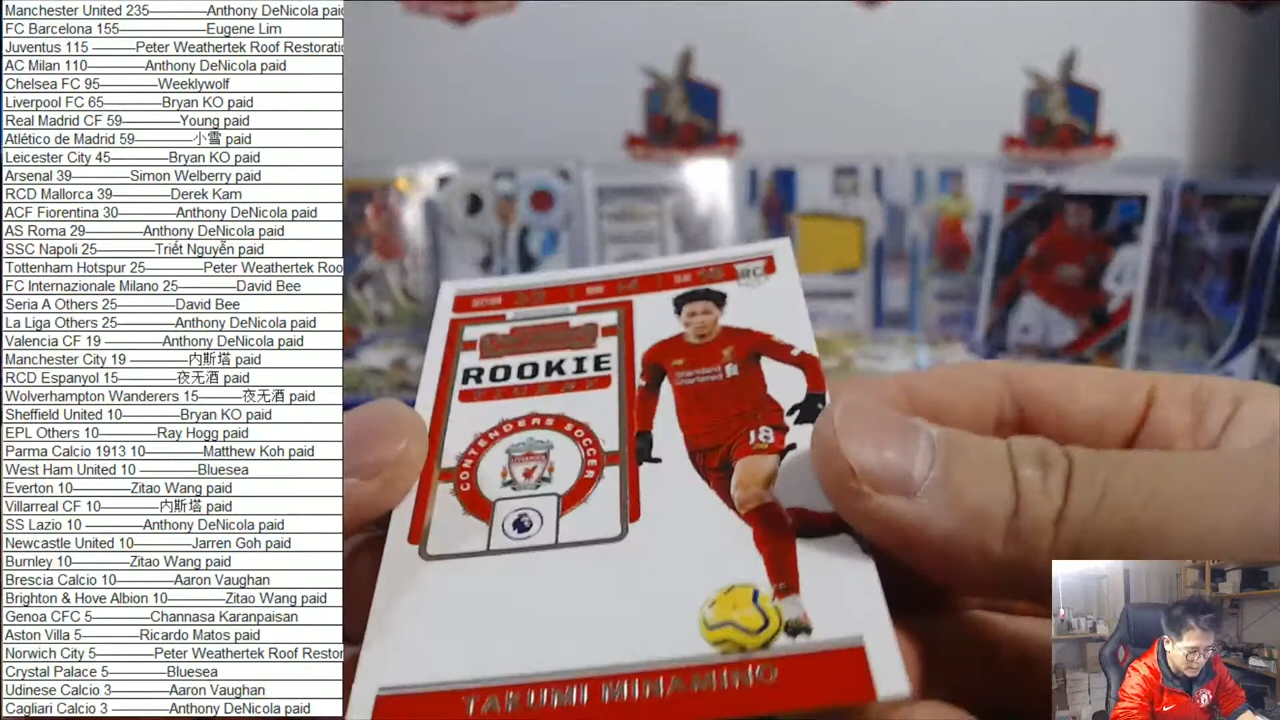 Manchester United 235———Anthony DeNicola paid
FC Barcelona 155————Eugene Lim
Juventus 115 ———Peter Weathertek Roof Restoratio
AC Milan 110————Anthony DeNicola paid
Chelsea FC 95————Weeklywolf
Liverpool FC 65————Bryan KO paid
Real Madrid CF 59————Young paid
Atlético de Madrid 59————小雪 paid
Leicester City 45————Bryan KO paid
Arsenal 39————Simon Welberry paid
RCD Mallorca 39————Derek Kam
ACF Fiorentina 30————Anthony DeNicola paid
AS Roma 29————Anthony DeNicola paid
SSC Napoli 25————Triết Nguyễn paid
Tottenham Hotspur 25————Peter Weathertek Roo
FC Internazionale Milano 25————David Bee
Seria A Others 25————David Bee
La Liga Others 25————Anthony DeNicola paid
Valencia CF 19 ————Anthony DeNicola paid
Manchester City 19 ————内斯塔 paid
RCD Espanyol 15————夜无酒 paid
Wolverhampton Wanderers 15————夜无酒 paid
Sheffield United 10————Bryan KO paid
EPL Others 10————Ray Hogg paid
Parma Calcio 1913 10————Matthew Koh paid
West Ham United 10 ————Bluesea
Everton 10————Zitao Wang paid
Villarreal CF 10————内斯塔 paid
SS Lazio 10 ————Anthony DeNicola paid
Newcastle United 10————Jarren Goh paid
Burnley 10————Zitao Wang paid
Brescia Calcio 10————Aaron Vaughan
Brighton & Hove Albion 10————Zitao Wang paid
Genoa CFC 5————Channasa Karanpaisan
Aston Villa 5————Ricardo Matos paid
Norwich City 5————Peter Weathertek Roof Restor
Crystal Palace 5————Bluesea
Udinese Calcio 3————Aaron Vaughan
Cagliari Calcio 3 ————Anthony DeNicola paid
RC
ROOKIE
TICKET
CONTENDERS SOCCER
LIVERPOOL
Standard Chartered
18
TAKUMI MINAMINO